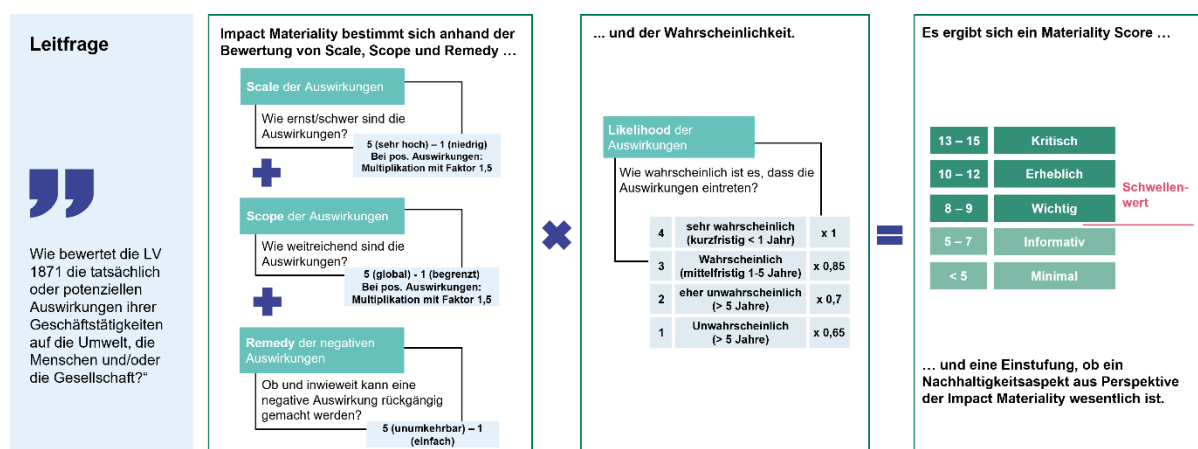 Leitfrage
Wie bewertet die LV
1871 die tatsächlich
oder potenziellen
Auswirkungen ihrer
Geschäftstätigkeiten
auf die Umwelt, die
Menschen und/oder
die Gesellschaft?“
Impact Materiality bestimmt sich anhand der
Bewertung von Scale, Scope und Remedy …
Scale der Auswirkungen
Wie ernst/schwer sind die
Auswirkungen?
5 (sehr hoch) – 1 (niedrig)
Bei pos. Auswirkungen:
Multiplikation mit Faktor 1,5
Scope der Auswirkungen
Wie weitreichend sind die
Auswirkungen?
5 (global) - 1 (begrenzt)
Bei pos. Auswirkungen:
Multiplikation mit Faktor 1,5
Remedy der negativen
Auswirkungen
Ob und inwieweit kann eine
negative Auswirkung rückgängig
gemacht werden?
5 (unumkehrbar) – 1
(einfach)
... und der Wahrscheinlichkeit.
Likelihood der
Auswirkungen
Wie wahrscheinlich ist es, dass die
Auswirkungen eintreten?
4 sehr wahrscheinlich x 1
(kurzfristig < 1 Jahr)
3 Wahrscheinlich x 0,85
(mittelfristig 1-5 Jahre)
2 eher unwahrscheinlich x 0,7
(> 5 Jahre)
1 Unwahrscheinlich x 0,65
(> 5 Jahre)
Es ergibt sich ein Materiality Score …
13 – 15 Kritisch
10 – 12 Erheblich
8 – 9 Wichtig
5 – 7 Informativ
< 5 Minimal
Schwellen-
wert
… und eine Einstufung, ob ein
Nachhaltigkeitsaspekt aus Perspektive
der Impact Materiality wesentlich ist.